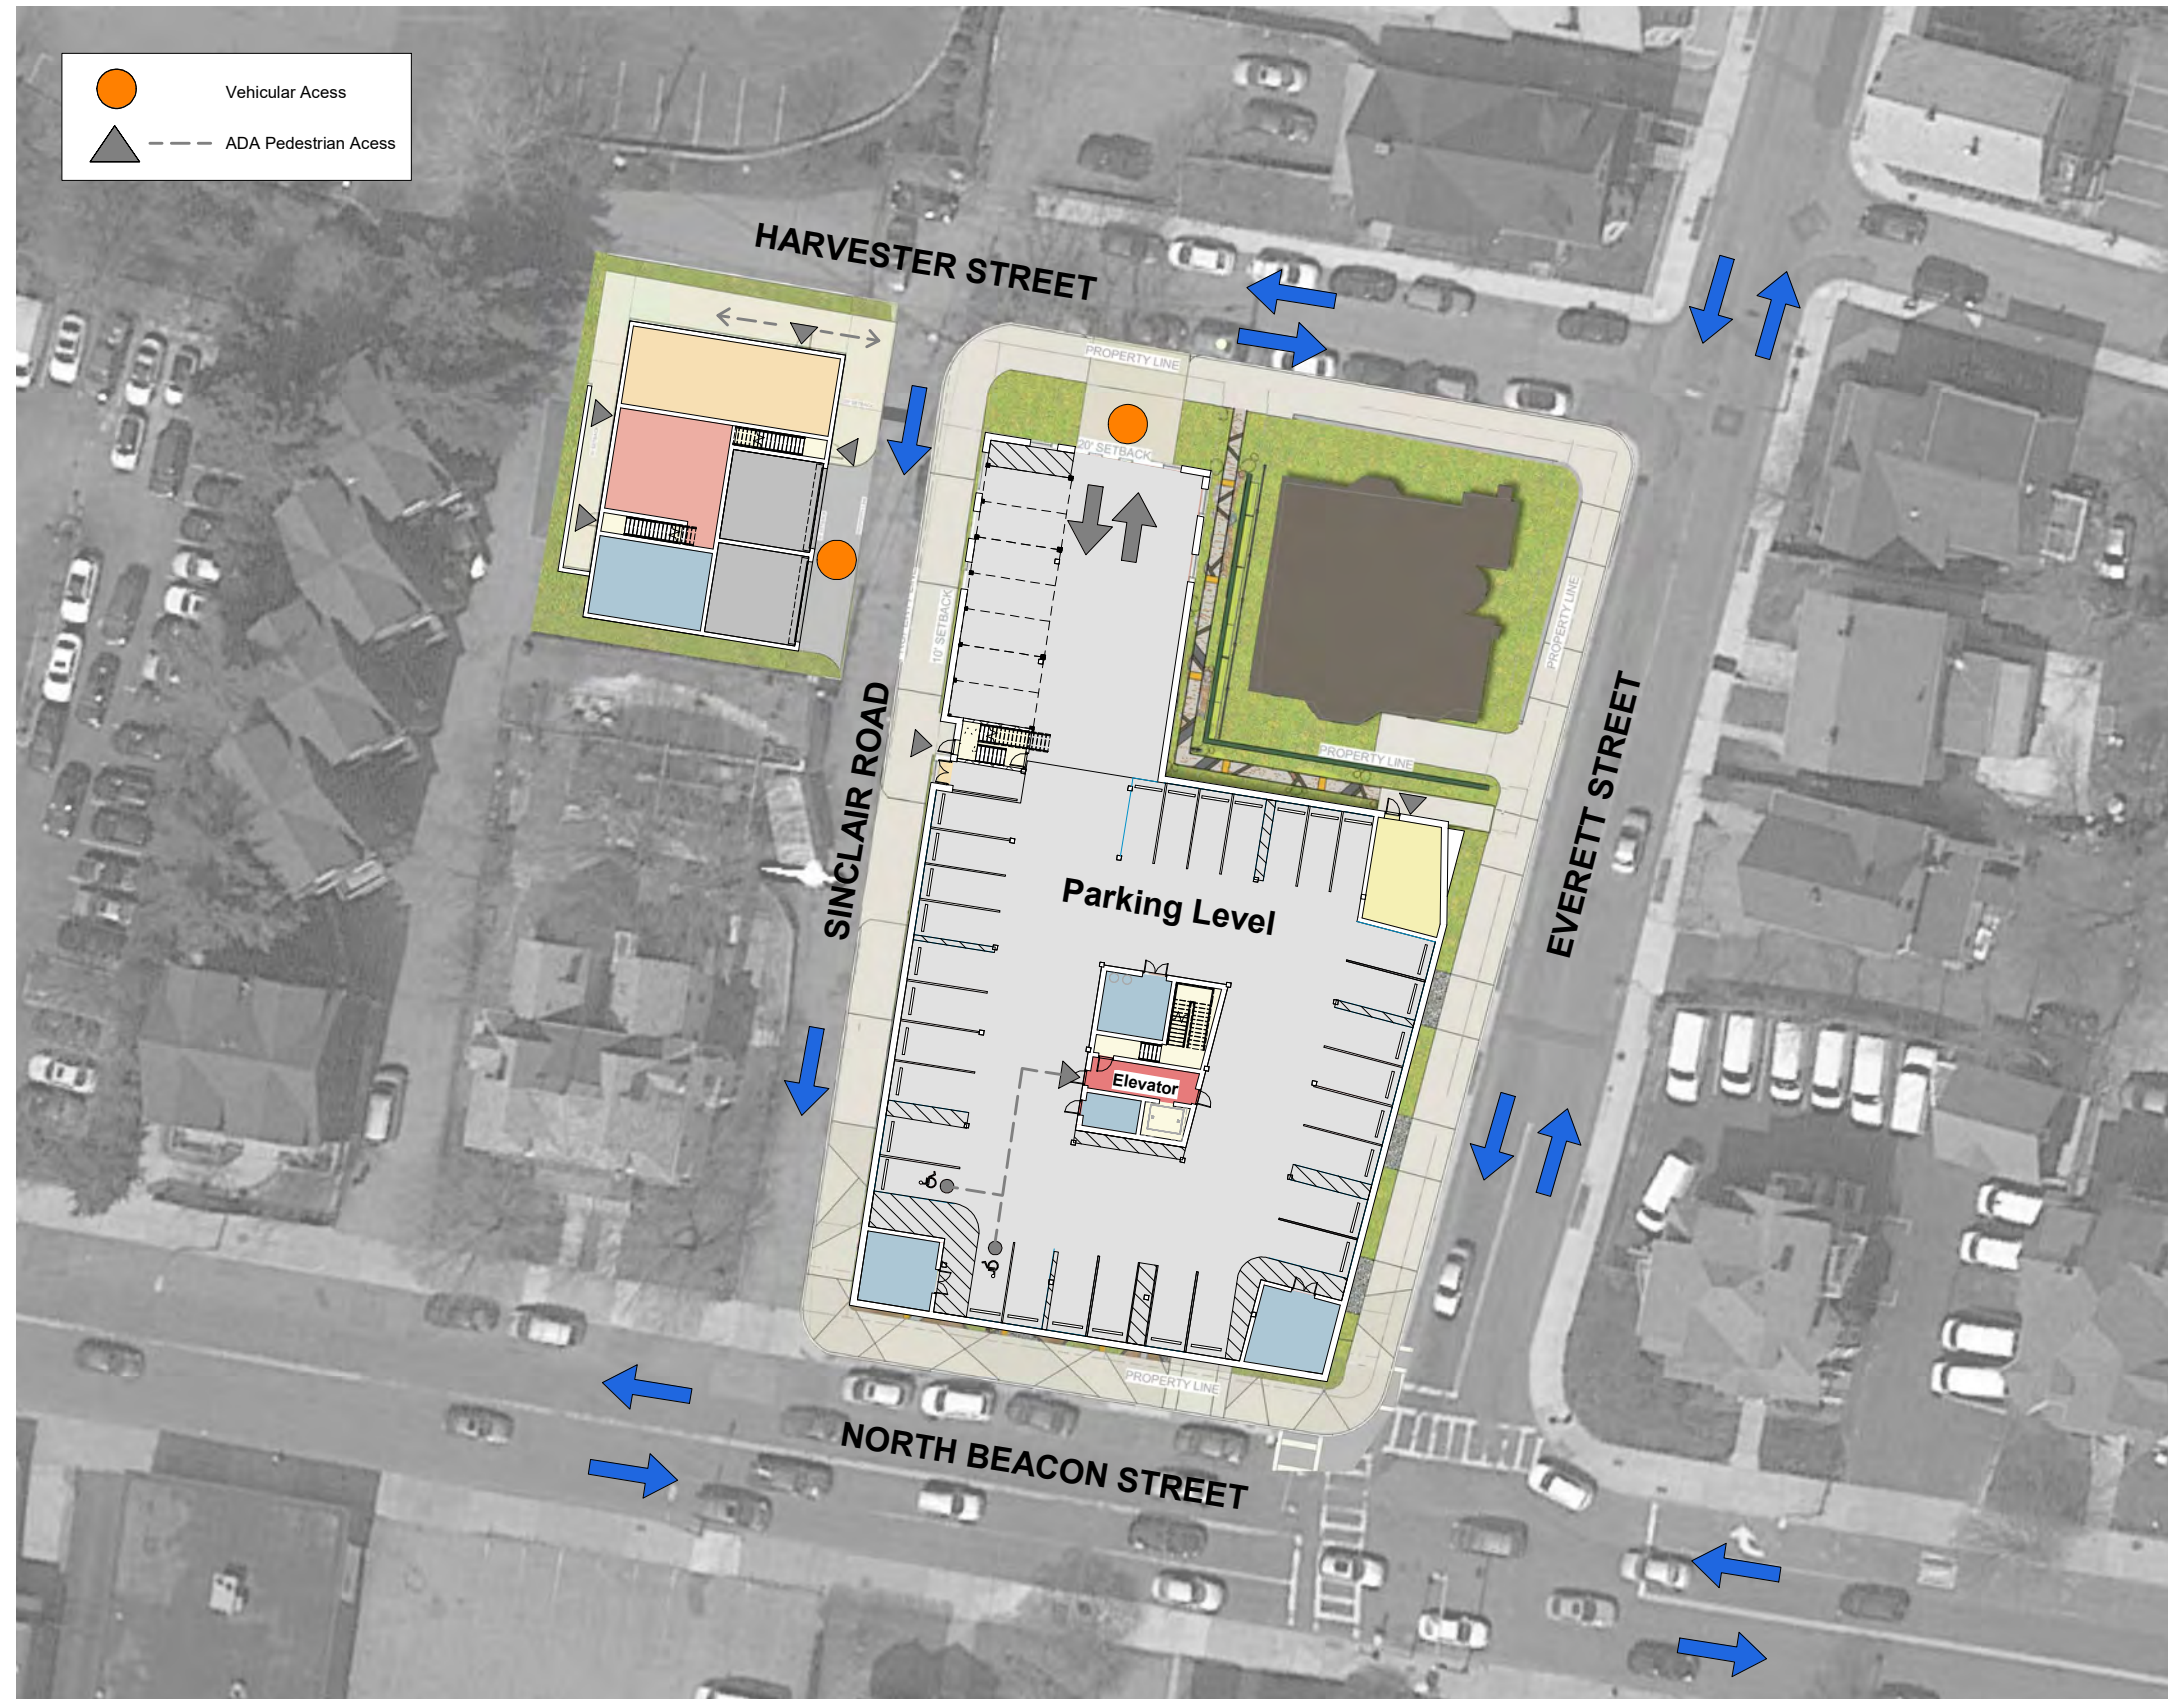 Vehicular Acess
ADA Pedestrian Acess
HARVESTER STREET
PROPERTY LINE
20' SETBACK
10' SETBACK
PROPERTY LINE
PROPERTY LINE
SINCLAIR ROAD
EVERETT STREET
Parking Level
Elevator
PROPERTY LINE
NORTH BEACON STREET